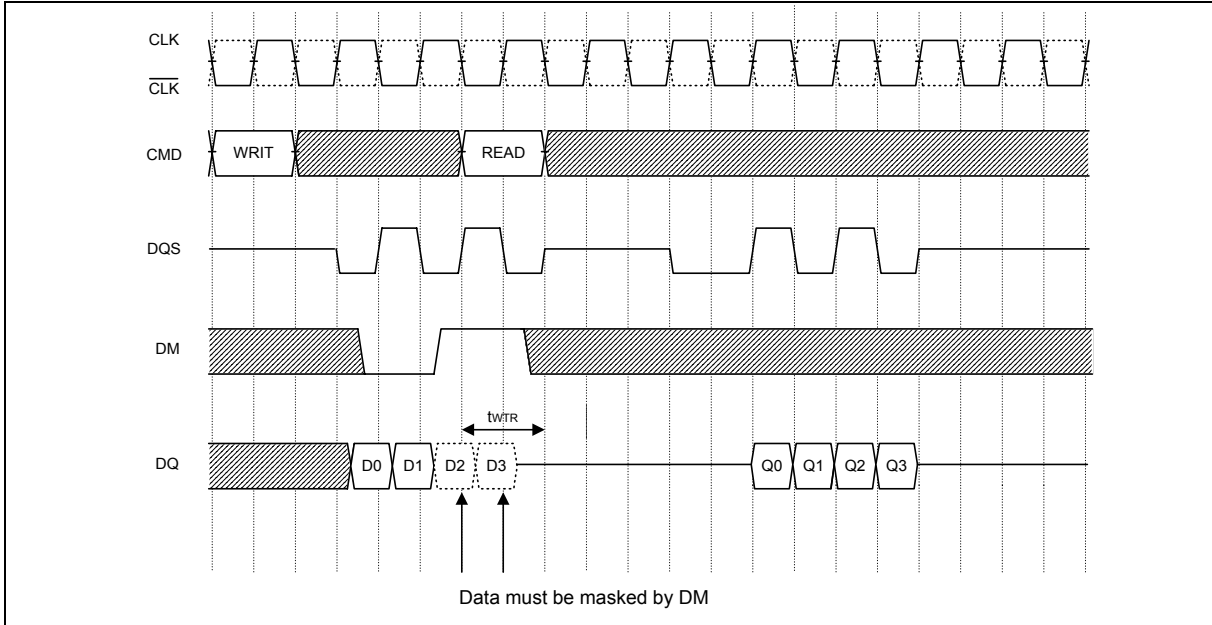 CLK
CLK
CMD WRIT READ
DQS
DM
tWTR
DQ D0 D1 D2 D3 Q0 Q1 Q2 Q3
Data must be masked by DM